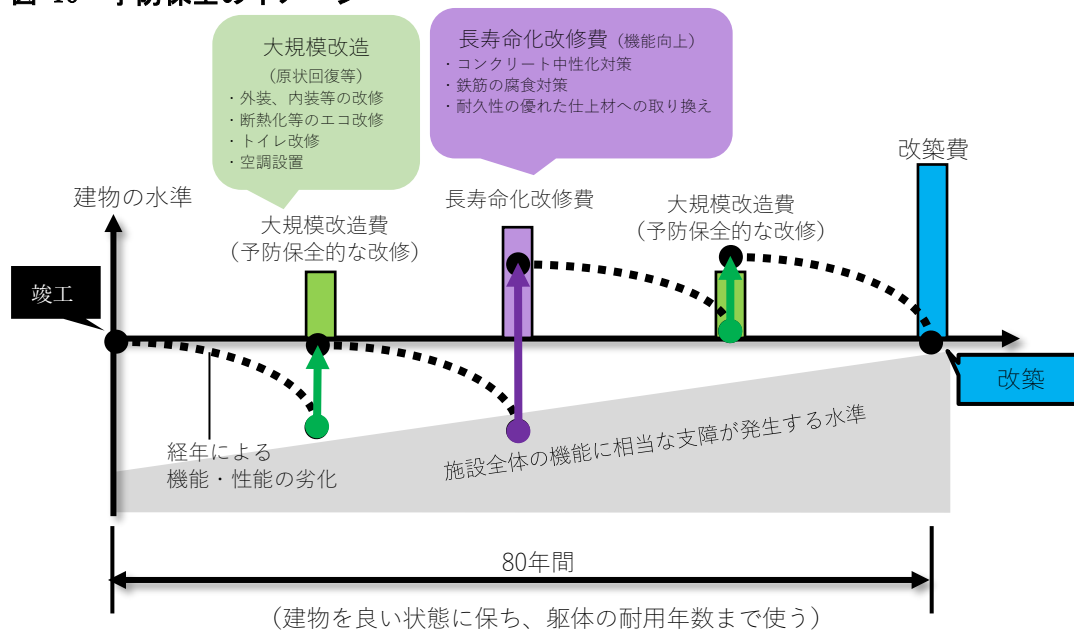 図 10 予防保全のイメージ
大規模改造
(原状回復等)
・外装、内装等の改修
・断熱化等のエコ改修
・トイレ改修
・空調設置
長寿命化改修費（機能向上）
・コンクリート中性化対策
・鉄筋の腐食対策
・耐久性の優れた仕上材への取り換え
改築費
建物の水準
大規模改造費
（予防保全的な改修）
長寿命化改修費
大規模改造費
（予防保全的な改修）
竣工
改築
経年による
機能・性能の劣化
施設全体の機能に相当な支障が発生する水準
80年間
（建物を良い状態に保ち、躯体の耐用年数まで使う）